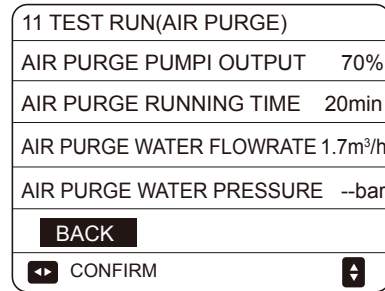 11 TEST RUN(AIR PURGE)
AIR PURGE PUMPI OUTPUT 70%
AIR PURGE RUNNING TIME 20min
AIR PURGE WATER FLOWRATE 1.7m³/h
AIR PURGE WATER PRESSURE --bar
BACK
CONFIRM